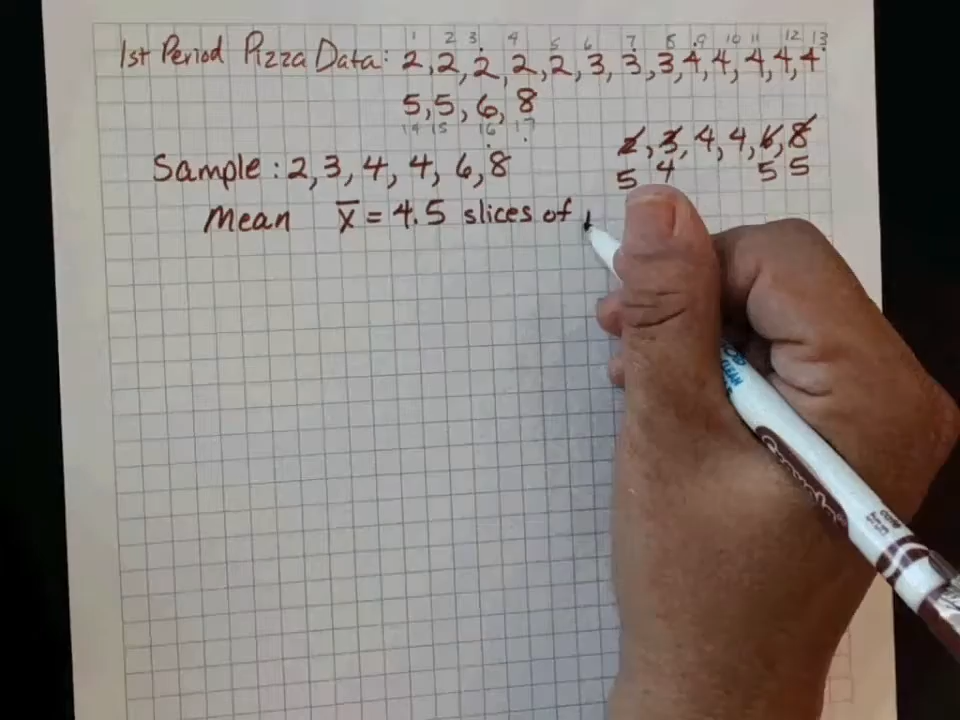 1 2 3 4 5 6 7 8 9 10 11 12 13
1st Period Pizza Data: 2, 2, 2, 2, 2, 3, 3, 3, 4, 4, 4, 4, 4
5, 5, 6, 8
14 15 16 17
2, 3, 4, 4, 6, 8
5 4 5 5
Sample: 2, 3, 4, 4, 6, 8
Mean x̄ = 4.5 slices of
Crayola